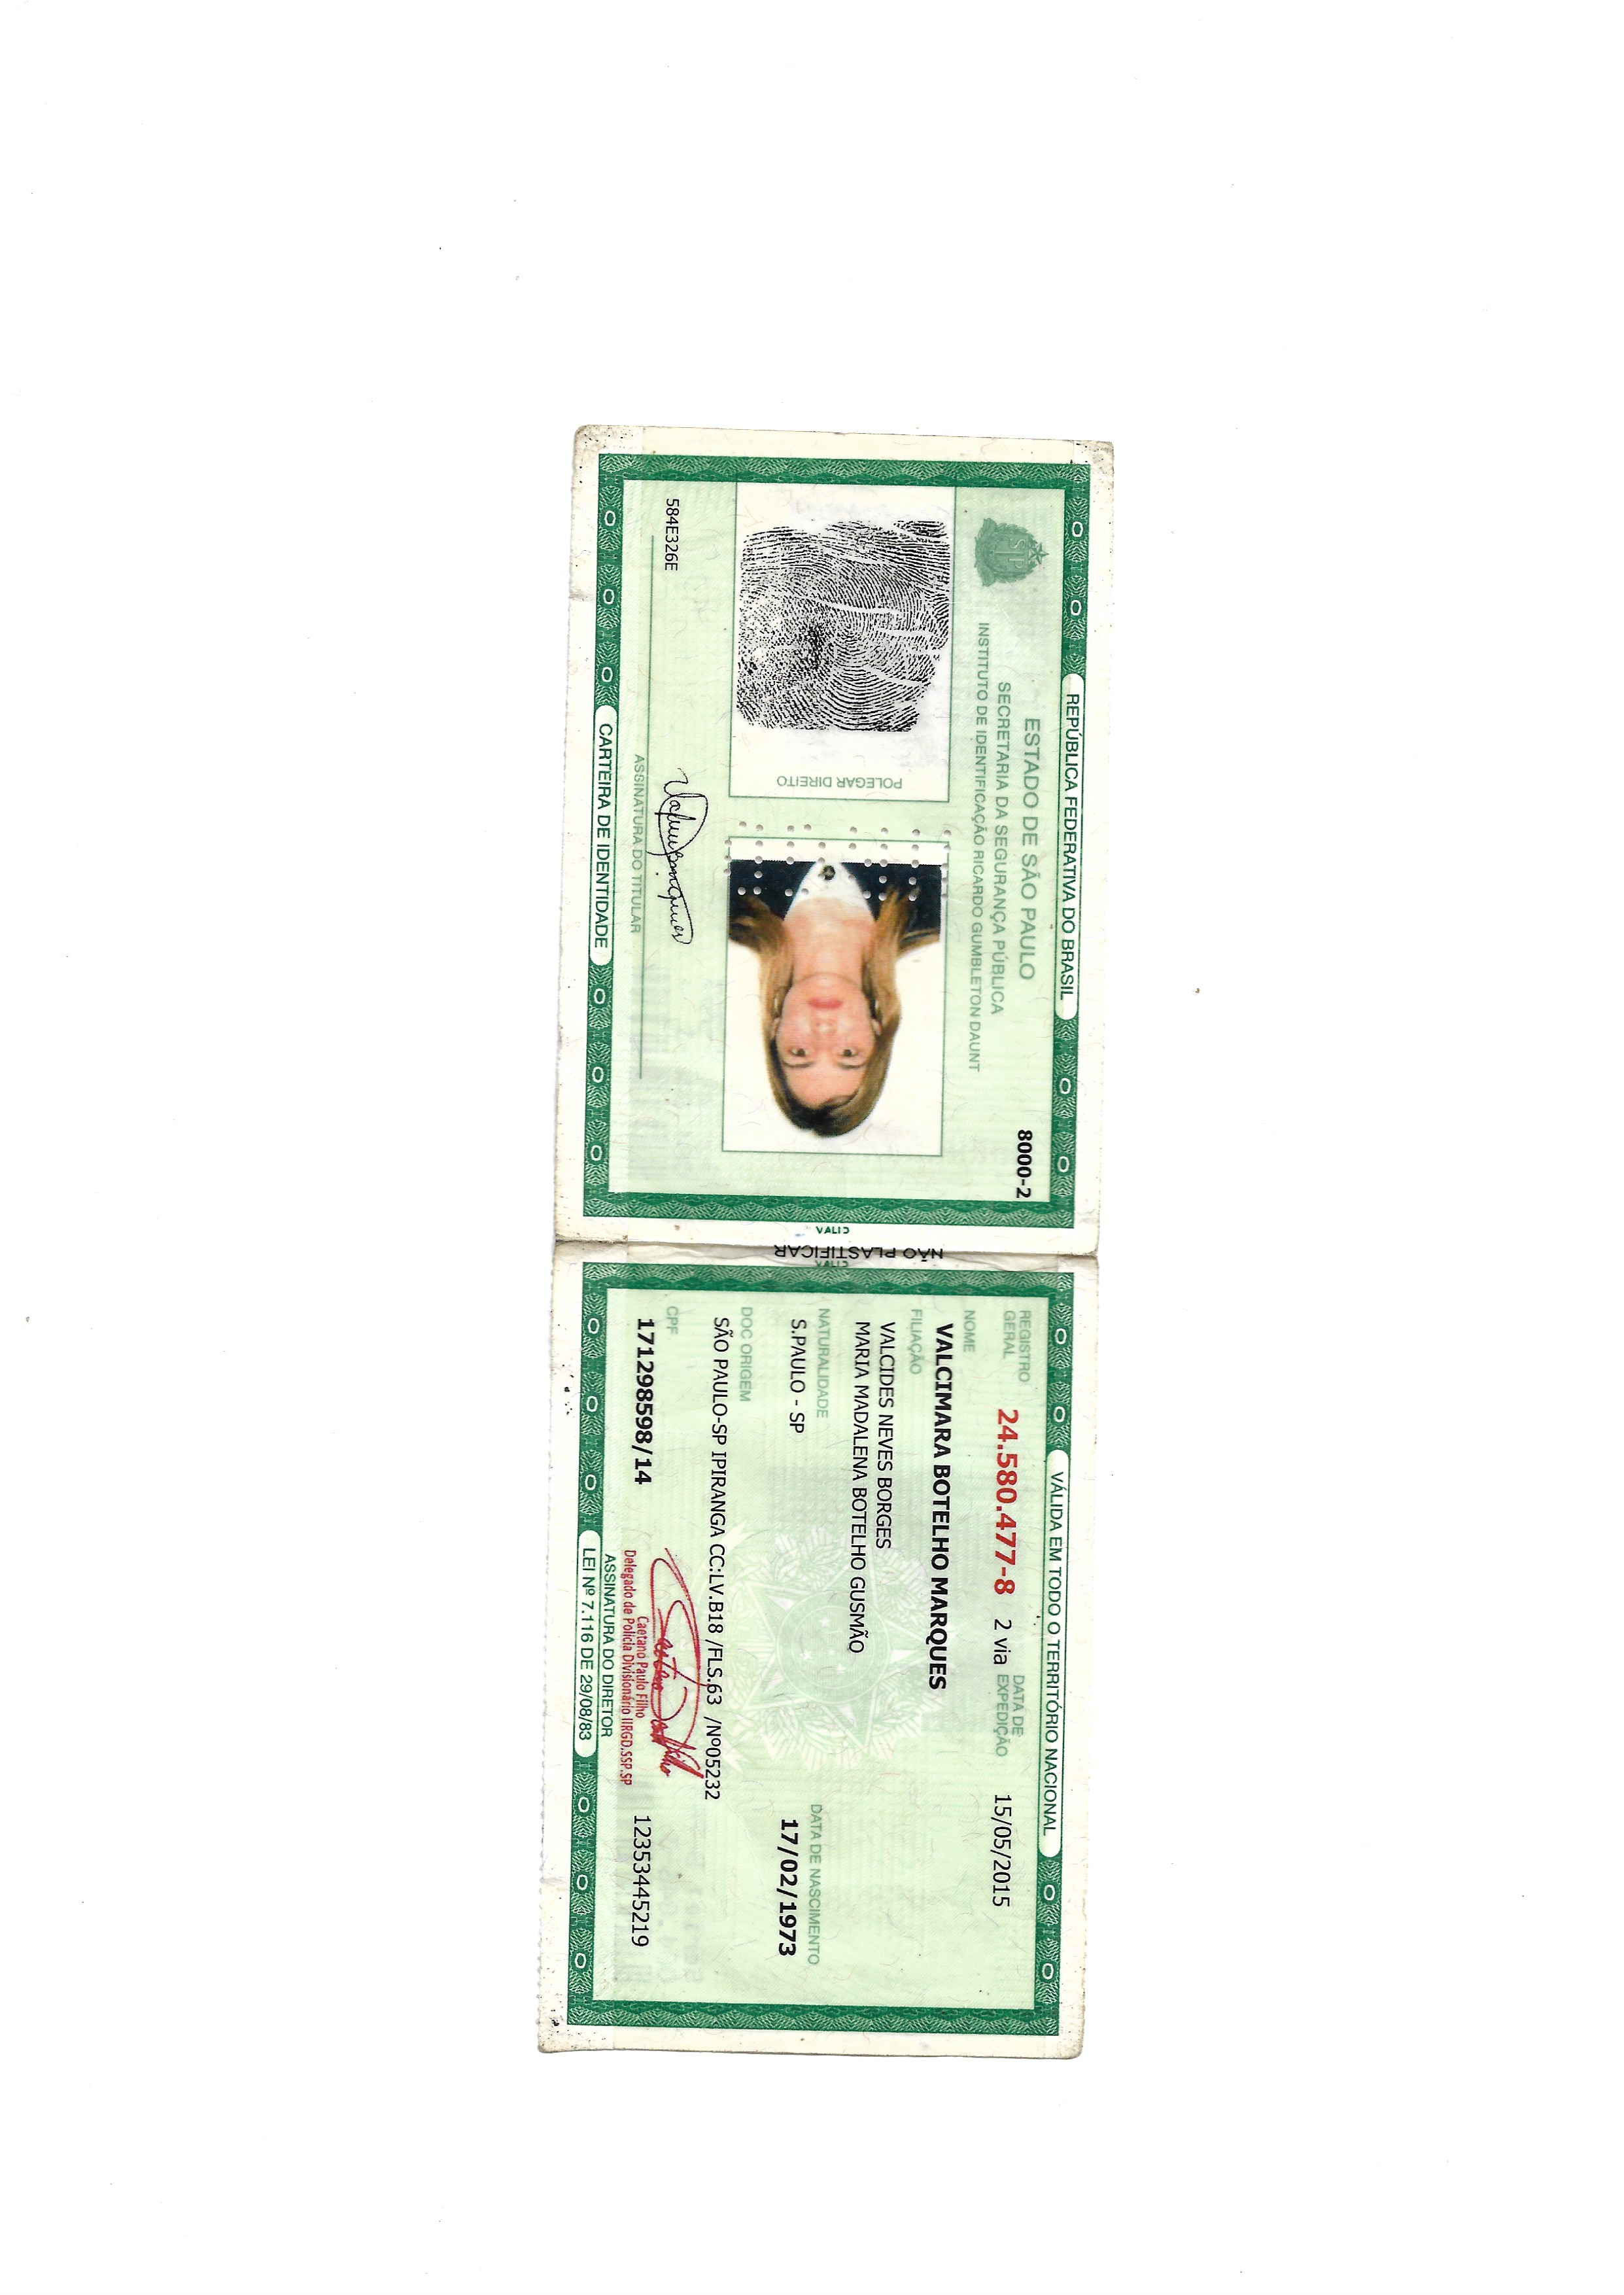 REPÚBLICA FEDERATIVA DO BRASIL
ESTADO DE SÃO PAULO
8000-2
SECRETARIA DA SEGURANÇA PÚBLICA
INSTITUTO DE IDENTIFICAÇÃO RICARDO GUMBLETON DAUNT
POLEGAR DIREITO
584E326E
ASSINATURA DO TITULAR
CARTEIRA DE IDENTIDADE
NÃO PLASTIFICAR
VÁLIDA EM TODO O TERRITÓRIO NACIONAL
REGISTRO GERAL 24.580.477-8 2 via DATA DE EXPEDIÇÃO 15/05/2015
NOME
VALCIMARA BOTELHO MARQUES
FILIAÇÃO
VALCIDES NEVES BORGES
MARIA MADALENA BOTELHO GUSMÃO
NATURALIDADE DATA DE NASCIMENTO
S.PAULO - SP 17/02/1973
DOC ORIGEM
SÃO PAULO-SP IPIRANGA CC:LV.B18 /FLS.63 /Nº05232
CPF
171298598/14 12353445219
Caetano Paulo Filho
Delegado de Polícia Divisionário IIRGD.SSP.SP
ASSINATURA DO DIRETOR
LEI Nº 7.116 DE 29/08/83